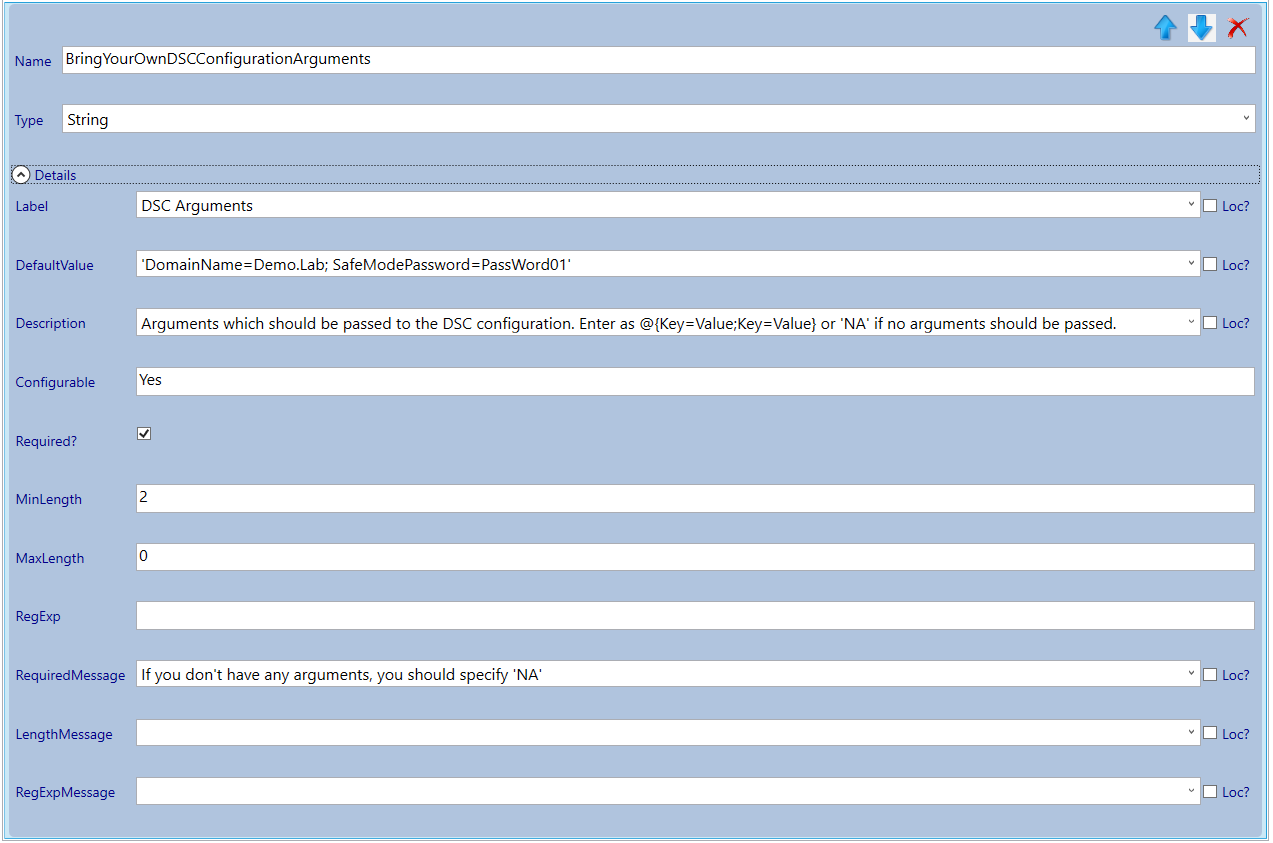 Name BringYourOwnDSCConfigurationArguments
Type String
Details
Label DSC Arguments Loc?
DefaultValue 'DomainName=Demo.Lab; SafeModePassword=PassWord01' Loc?
Description Arguments which should be passed to the DSC configuration. Enter as @{Key=Value;Key=Value} or 'NA' if no arguments should be passed. Loc?
Configurable Yes
Required?
MinLength 2
MaxLength 0
RegExp
RequiredMessage If you don't have any arguments, you should specify 'NA' Loc?
LengthMessage Loc?
RegExpMessage Loc?